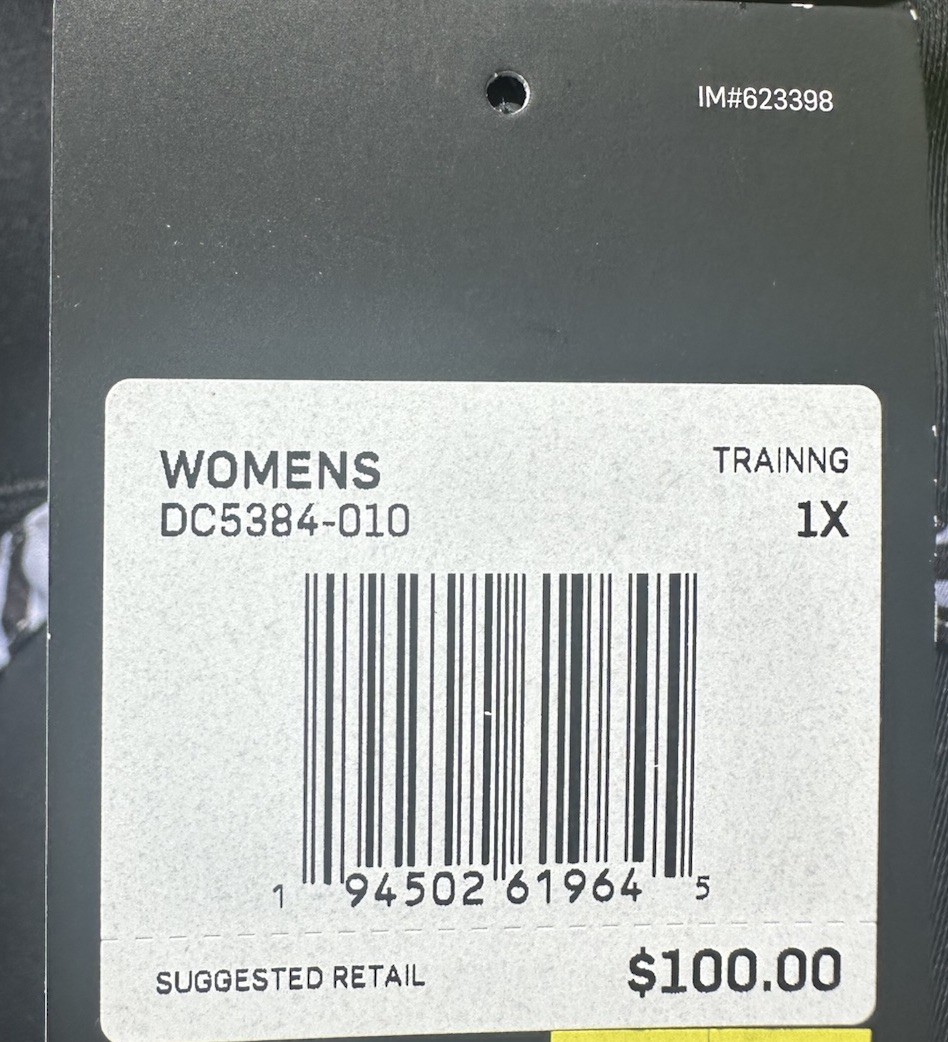 IM#623398
WOMENS
TRAINNG
DC5384-010
1X
1 94502 61964 5
SUGGESTED RETAIL
$100.00